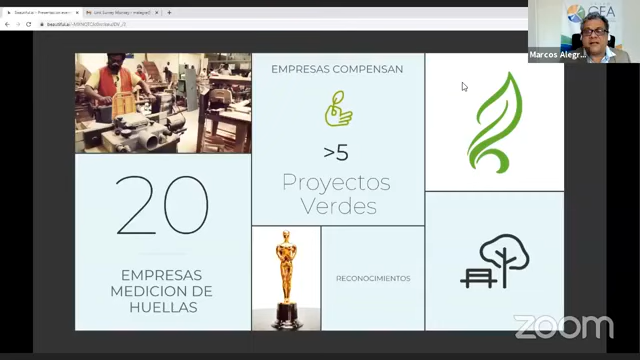 EMPRESAS COMPENSAN
>5
Proyectos
Verdes
20
EMPRESAS
MEDICION DE
HUELLAS
RECONOCIMIENTOS
Marcos Alegr...
zoom